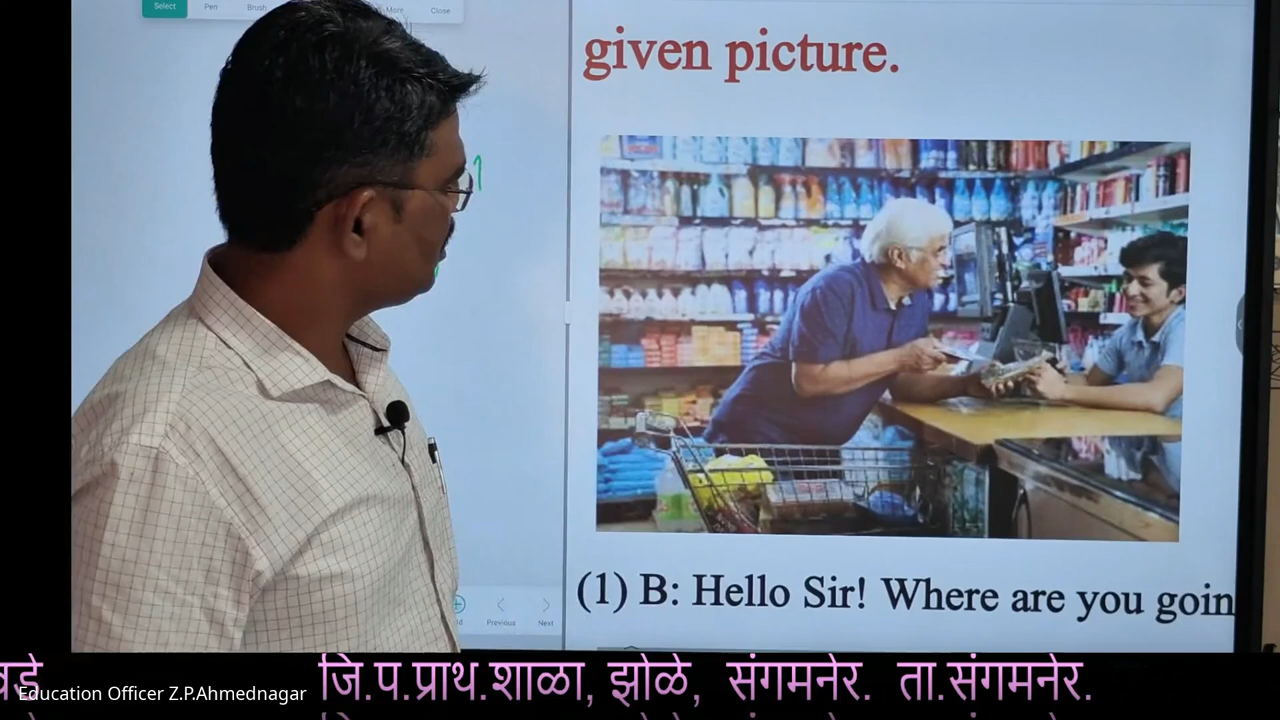 Select Pen Brush More Close
given picture.
(1) B: Hello Sir! Where are you goin
Previous Next
जि.प.प्राथ.शाळा, झोळे, संगमनेर. ता.संगमनेर.
Education Officer Z.P.Ahmednagar